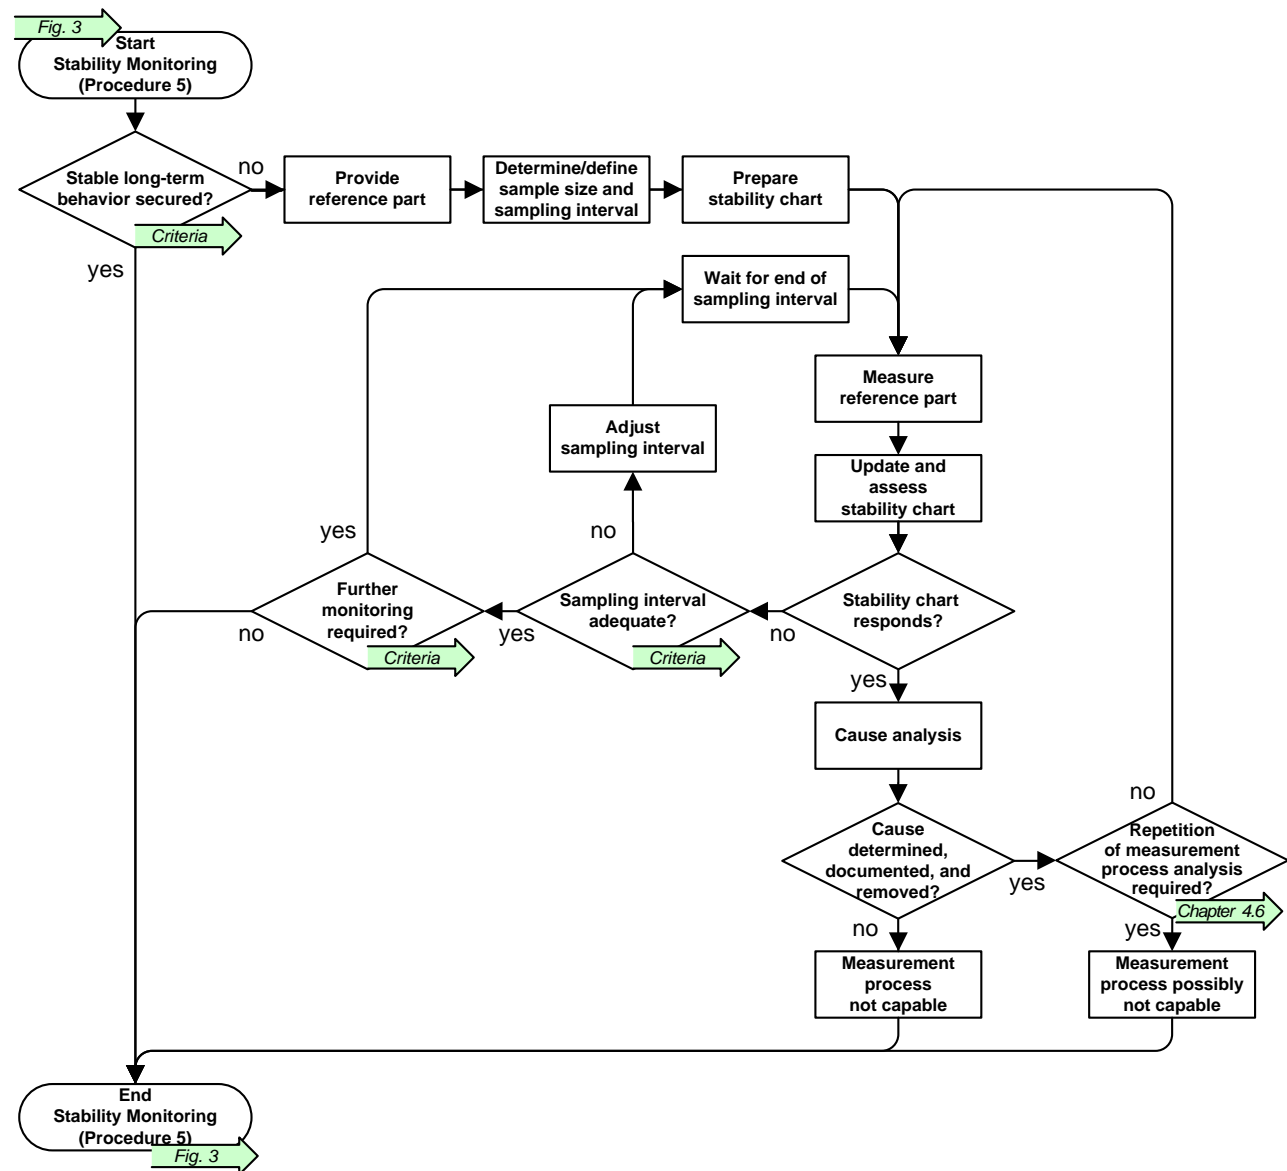 Fig. 3
Start
Stability Monitoring
(Procedure 5)
Stable long-term
behavior secured?
Criteria
no
yes
Provide
reference part
Determine/define
sample size and
sampling interval
Prepare
stability chart
Wait for end of
sampling interval
Measure
reference part
Adjust
sampling interval
Update and
assess
stability chart
yes
no
Further
monitoring
required?
Criteria
no
yes
Sampling interval
adequate?
Criteria
no
Stability chart
responds?
yes
Cause analysis
Cause
determined,
documented, and
removed?
yes
no
no
Repetition
of measurement
process analysis
required?
Chapter 4.6
yes
Measurement
process
not capable
Measurement
process possibly
not capable
End
Stability Monitoring
(Procedure 5)
Fig. 3